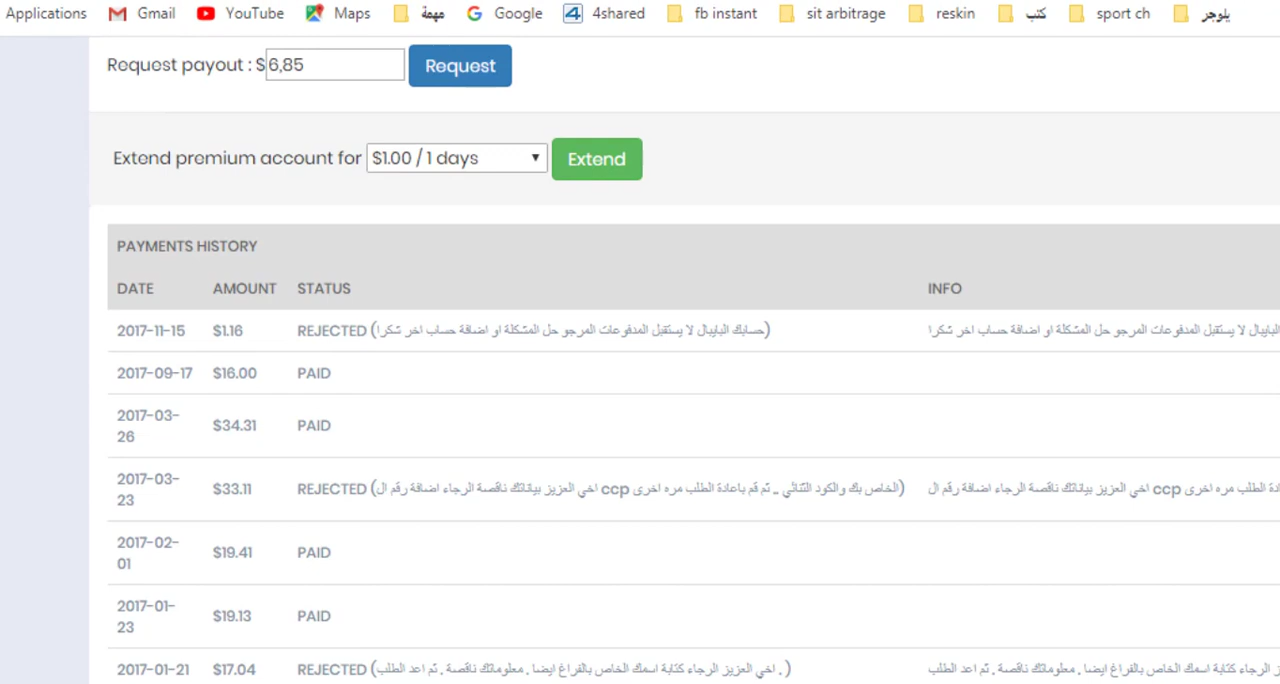 Applications Gmail YouTube Maps مهمة Google 4shared fb instant sit arbitrage reskin كتب sport ch يلوجر
Request payout : $ 6,85 Request
Extend premium account for $1.00 / 1 days Extend
PAYMENTS HISTORY
DATE AMOUNT STATUS INFO
2017-11-15 $1.16 REJECTED (حسابك البايبال لا يستقبل المدفوعات المرجو حل المشكلة او اضافة حساب اخر شكرا) البايبال لا يستقبل المدفوعات المرجو حل المشكلة او اضافة حساب اخر شكرا
2017-09-17 $16.00 PAID
2017-03-26 $34.31 PAID
2017-03-23 $33.11 REJECTED (اخي العزيز بياناتك ناقصة الرجاء اضافة رقم ال ccp الخاص بك والكود الثنائي _ ثم قم باعادة الطلب مره اخرى) اخي العزيز بياناتك ناقصة الرجاء اضافة رقم ال ccp الطلب مره اخرى
2017-02-01 $19.41 PAID
2017-01-23 $19.13 PAID
2017-01-21 $17.04 REJECTED (اخي العزيز الرجاء كتابة اسمك الخاص بالفراغ ايضا . معلوماتك ناقصة . ثم اعد الطلب .) الرجاء كتابة اسمك الخاص بالفراغ ايضا . معلوماتك ناقصة . ثم اعد الطلب